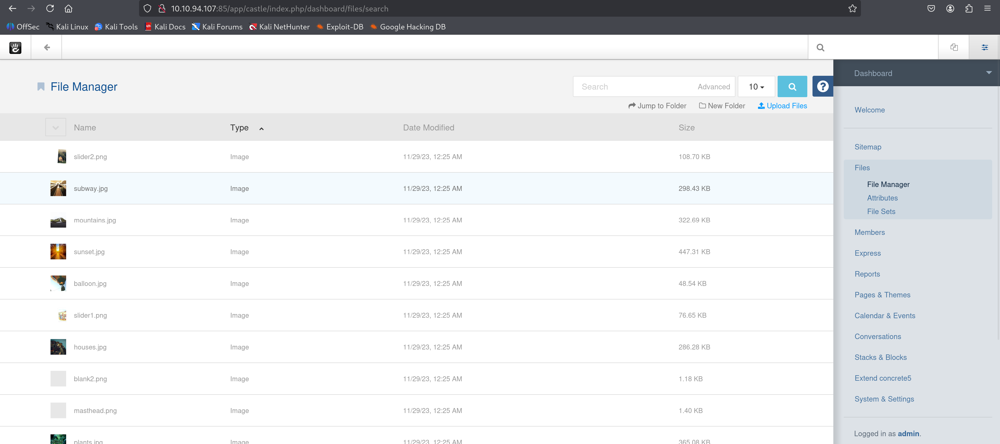 10.10.94.107:85/app/castle/index.php/dashboard/files/search
OffSec Kali Linux Kali Tools Kali Docs Kali Forums Kali NetHunter Exploit-DB Google Hacking DB
Dashboard
File Manager
Search Advanced 10
Jump to Folder New Folder Upload Files
Name Type Date Modified Size
slider2.png Image 11/29/23, 12:25 AM 108.70 KB
subway.jpg Image 11/29/23, 12:25 AM 298.43 KB
mountains.jpg Image 11/29/23, 12:25 AM 322.69 KB
sunset.jpg Image 11/29/23, 12:25 AM 447.31 KB
balloon.jpg Image 11/29/23, 12:25 AM 48.54 KB
slider1.png Image 11/29/23, 12:25 AM 76.65 KB
houses.jpg Image 11/29/23, 12:25 AM 286.28 KB
blank2.png Image 11/29/23, 12:25 AM 1.18 KB
masthead.png Image 11/29/23, 12:25 AM 1.40 KB
plants.jpg Image 11/29/23, 12:25 AM 365.08 KB
Welcome
Sitemap
Files
File Manager
Attributes
File Sets
Members
Express
Reports
Pages & Themes
Calendar & Events
Conversations
Stacks & Blocks
Extend concrete5
System & Settings
Logged in as admin.